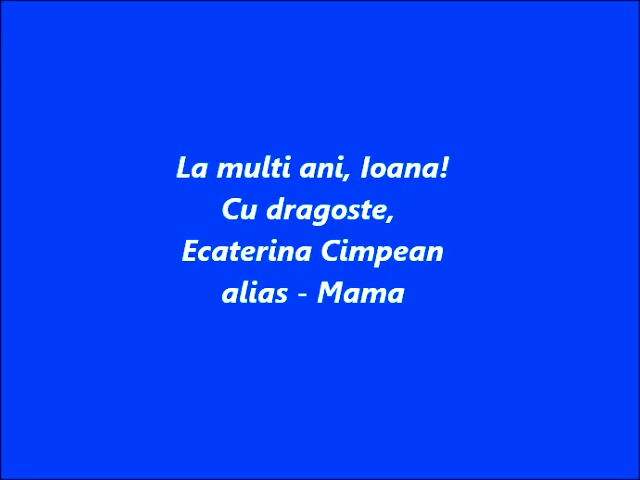 La multi ani, Ioana!
Cu dragoste,
Ecaterina Cimpean
alias - Mama